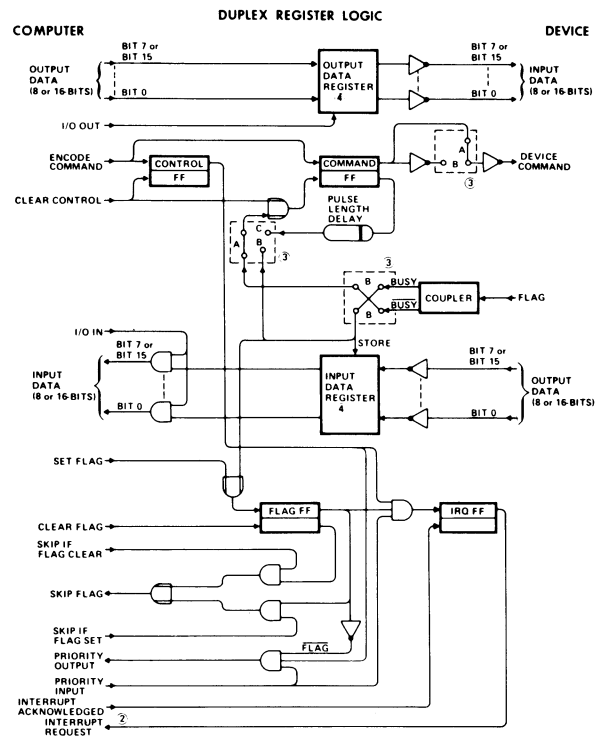 DUPLEX REGISTER LOGIC
COMPUTER
DEVICE
BIT 7 or
BIT 15
OUTPUT
DATA
(8 or 16-BITS)
BIT 0
OUTPUT
DATA
REGISTER
4
BIT 7 or
BIT 15
INPUT
DATA
(8 or 16-BITS)
BIT 0
I/O OUT
ENCODE
COMMAND
CONTROL
FF
COMMAND
FF
A
B
3
DEVICE
COMMAND
CLEAR CONTROL
PULSE
LENGTH
DELAY
A
C
B
3
3
B
B
BUSY
BUSY
COUPLER
FLAG
STORE
I/O IN
BIT 7 or
BIT 15
INPUT
DATA
(8 or 16-BITS)
BIT 0
INPUT
DATA
REGISTER
4
BIT 7 or
BIT 15
OUTPUT
DATA
(8 or 16-BITS)
BIT 0
SET FLAG
FLAG FF
IRQ FF
CLEAR FLAG
SKIP IF
FLAG CLEAR
SKIP FLAG
SKIP IF
FLAG SET
FLAG
PRIORITY
OUTPUT
PRIORITY
INPUT
INTERRUPT
ACKNOWLEDGED
INTERRUPT
REQUEST
2